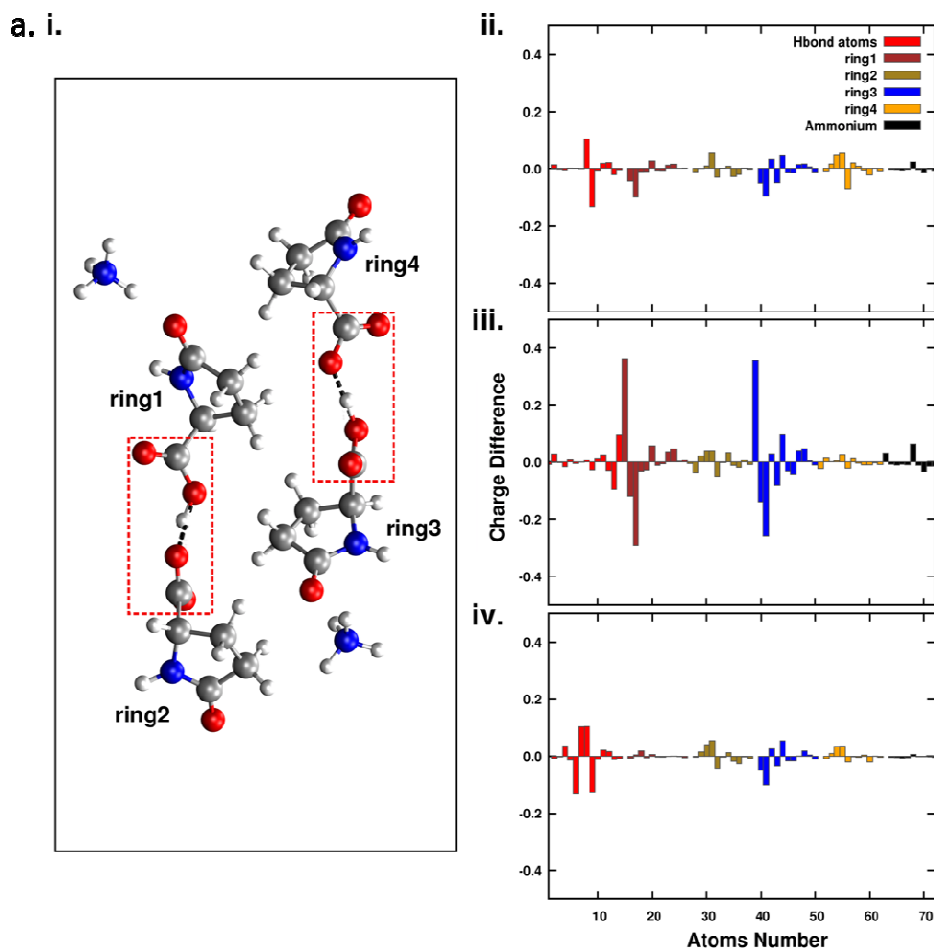 a. i.
ring4
ring1
ring3
ring2
ii.
0.4
0.2
0.0
-0.2
-0.4
Hbond atoms
ring1
ring2
ring3
ring4
Ammonium
iii.
0.4
0.2
0.0
-0.2
-0.4
Charge Difference
iv.
0.4
0.2
0.0
-0.2
-0.4
10 20 30 40 50 60 70
Atoms Number